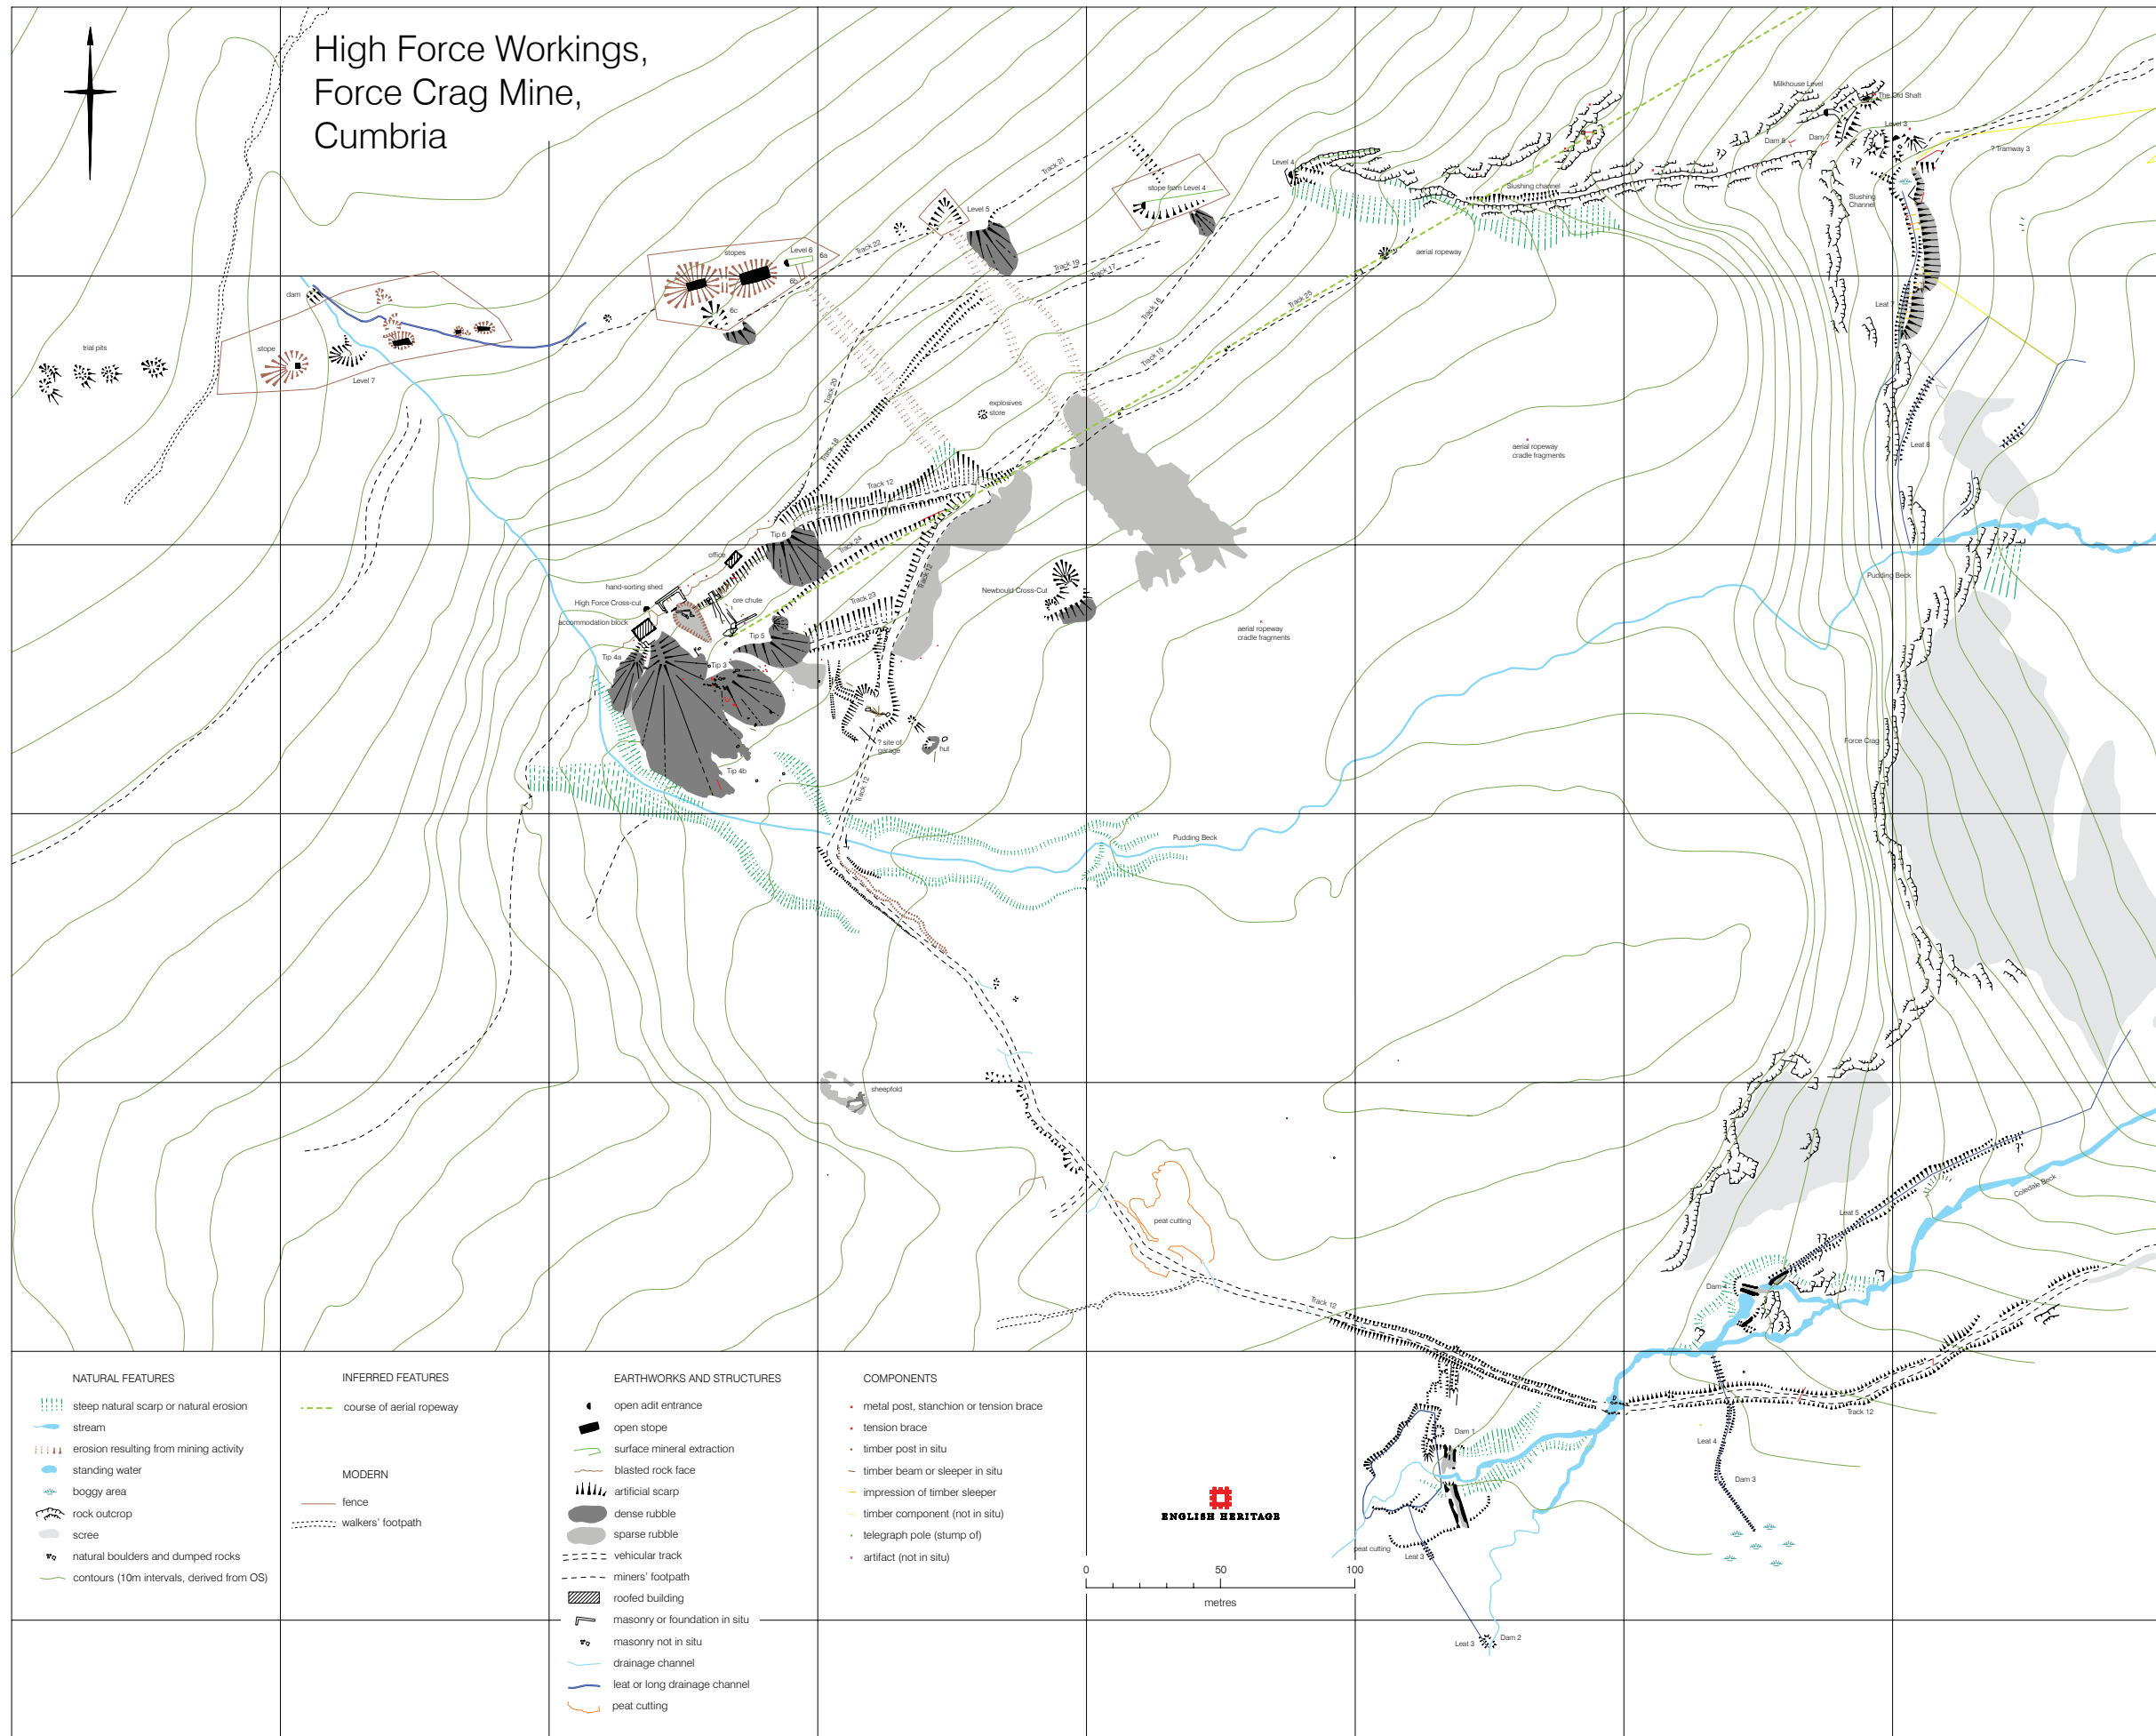 High Force Workings,
Force Crag Mine,
Cumbria
Milkhouse Level
The Old Shaft
Level 3
Dam 7
Dam 6
? Tramway 3
Level 4
Track 21
stope from Level 4
Slushing channel
Slushing
Channel
Level 5
Track 22
stopes
Level 6
6a
6b
6c
aerial ropeway
Track 19
Track 17
Track 25
Track 16
Track 15
dam
stope
Level 7
trial pits
Leat 7
Track 20
explosives
store
Track 18
Leat 8
aerial ropeway
cradle fragments
Track 12
Tip 6
Track 24
office
Track 12
hand-sorting shed
High Force Cross-cut
ore chute
Track 23
Newbould Cross-Cut
Pudding Beck
accommodation block
Tip 5
aerial ropeway
cradle fragments
Tip 4a
Tip 3
? site of
garage
hut
Force Crag
Tip 4b
Track 12
Pudding Beck
sheepfold
Coledale Beck
Leat 5
peat cutting
Dam 4
Track 12
Track 12
Dam 1
Leat 4
Dam 3
peat cutting
Leat 3
Leat 3
Dam 2
NATURAL FEATURES
steep natural scarp or natural erosion
stream
erosion resulting from mining activity
standing water
boggy area
rock outcrop
scree
natural boulders and dumped rocks
contours (10m intervals, derived from OS)
INFERRED FEATURES
course of aerial ropeway
MODERN
fence
walkers' footpath
EARTHWORKS AND STRUCTURES
open adit entrance
open stope
surface mineral extraction
blasted rock face
artificial scarp
dense rubble
sparse rubble
vehicular track
miners' footpath
roofed building
masonry or foundation in situ
masonry not in situ
drainage channel
leat or long drainage channel
peat cutting
COMPONENTS
metal post, stanchion or tension brace
tension brace
timber post in situ
timber beam or sleeper in situ
impression of timber sleeper
timber component (not in situ)
telegraph pole (stump of)
artifact (not in situ)
ENGLISH HERITAGE
0 50 100
metres